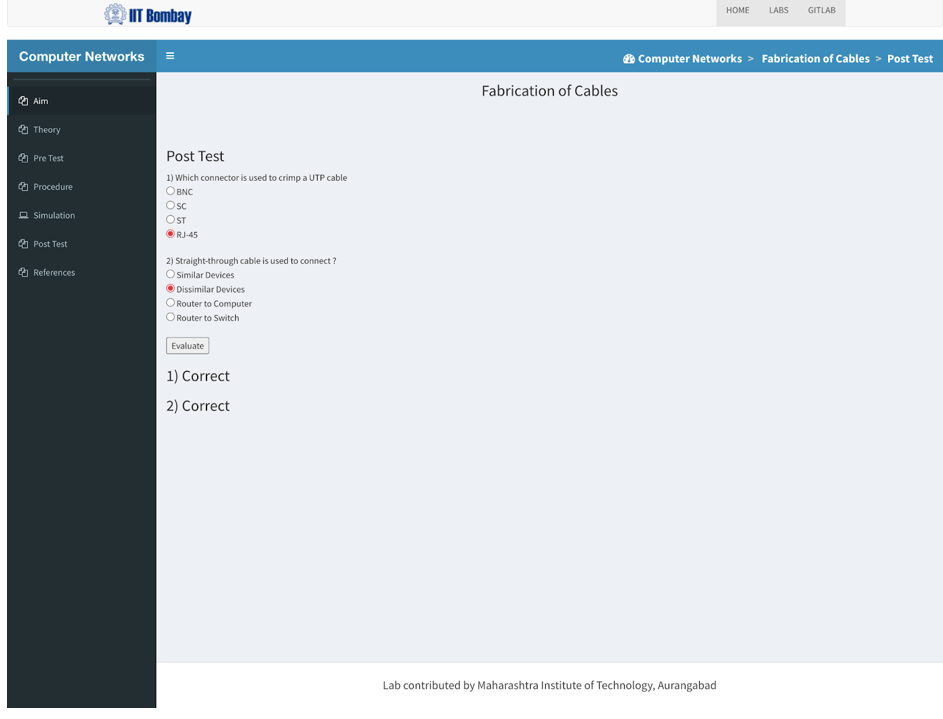 IIT Bombay
HOME LABS GITLAB
Computer Networks
Computer Networks > Fabrication of Cables > Post Test
Aim
Theory
Pre Test
Procedure
Simulation
Post Test
References
Fabrication of Cables
Post Test
1) Which connector is used to crimp a UTP cable
BNC
SC
ST
RJ-45
2) Straight-through cable is used to connect ?
Similar Devices
Dissimilar Devices
Router to Computer
Router to Switch
Evaluate
1) Correct
2) Correct
Lab contributed by Maharashtra Institute of Technology, Aurangabad